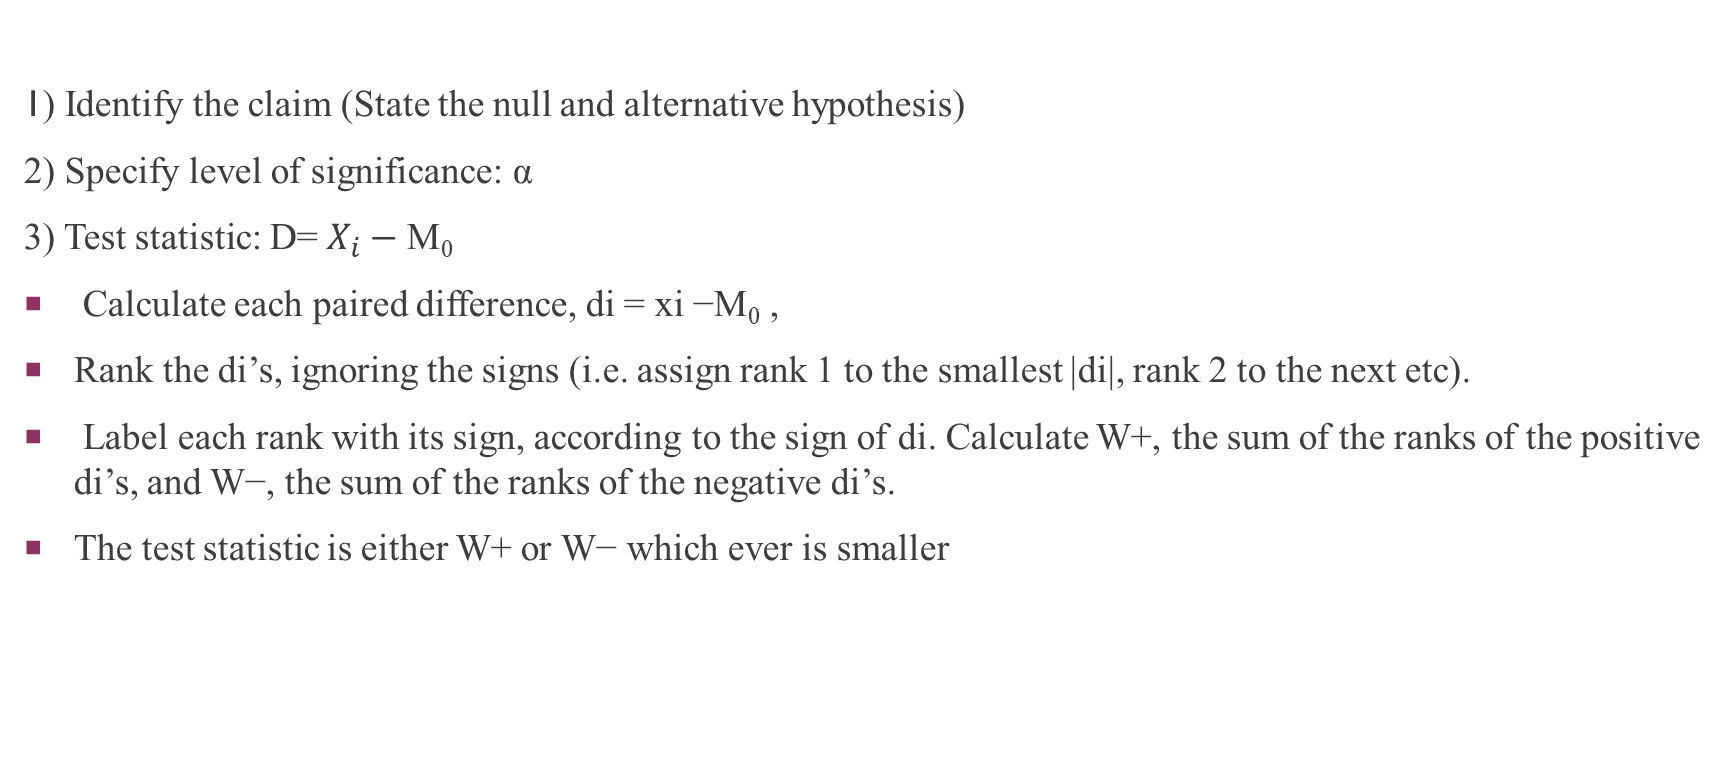 1) Identify the claim (State the null and alternative hypothesis)
2) Specify level of significance: α
3) Test statistic: D= Xᵢ − M₀
▪ Calculate each paired difference, di = xi −M₀ ,
▪ Rank the di’s, ignoring the signs (i.e. assign rank 1 to the smallest |di|, rank 2 to the next etc).
▪ Label each rank with its sign, according to the sign of di. Calculate W+, the sum of the ranks of the positive
di’s, and W−, the sum of the ranks of the negative di’s.
▪ The test statistic is either W+ or W− which ever is smaller